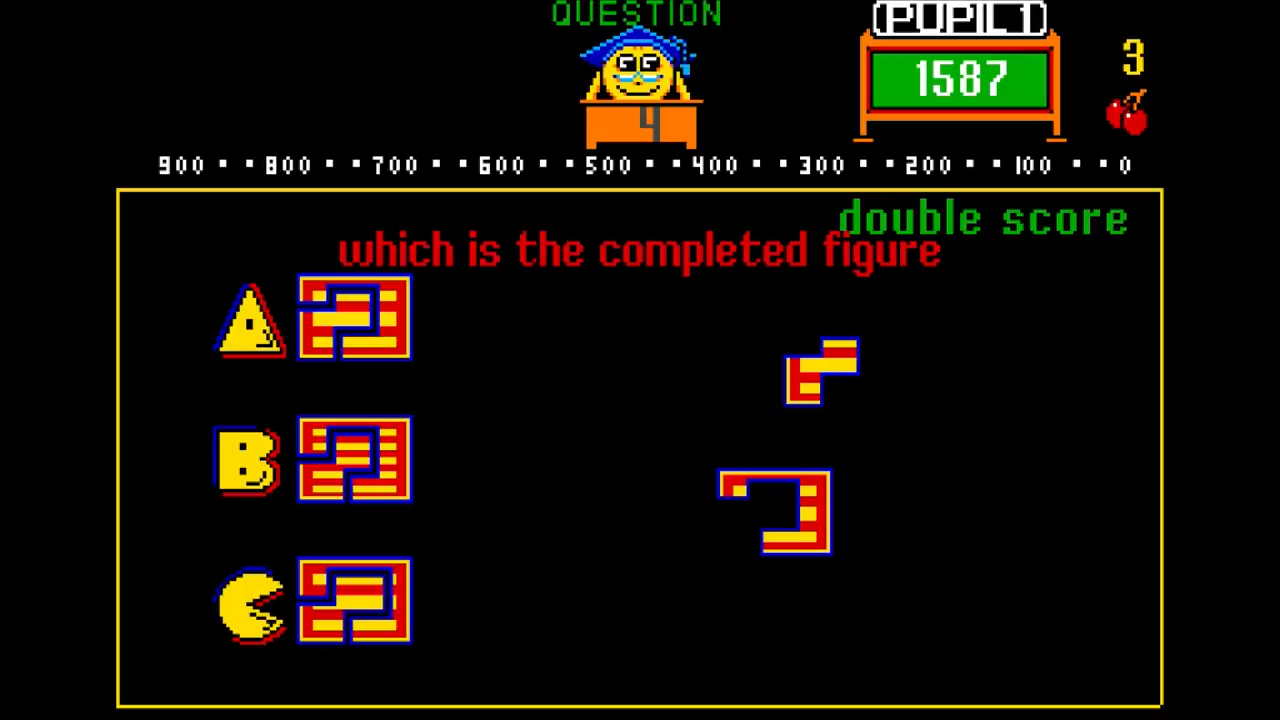 QUESTION
PUPIL 1
1587
3
4
900 · · 800 · · 700 · · 600 · · 500 · · 400 · · 300 · · 200 · · 100 · · 0
double score
which is the completed figure
A
B
C